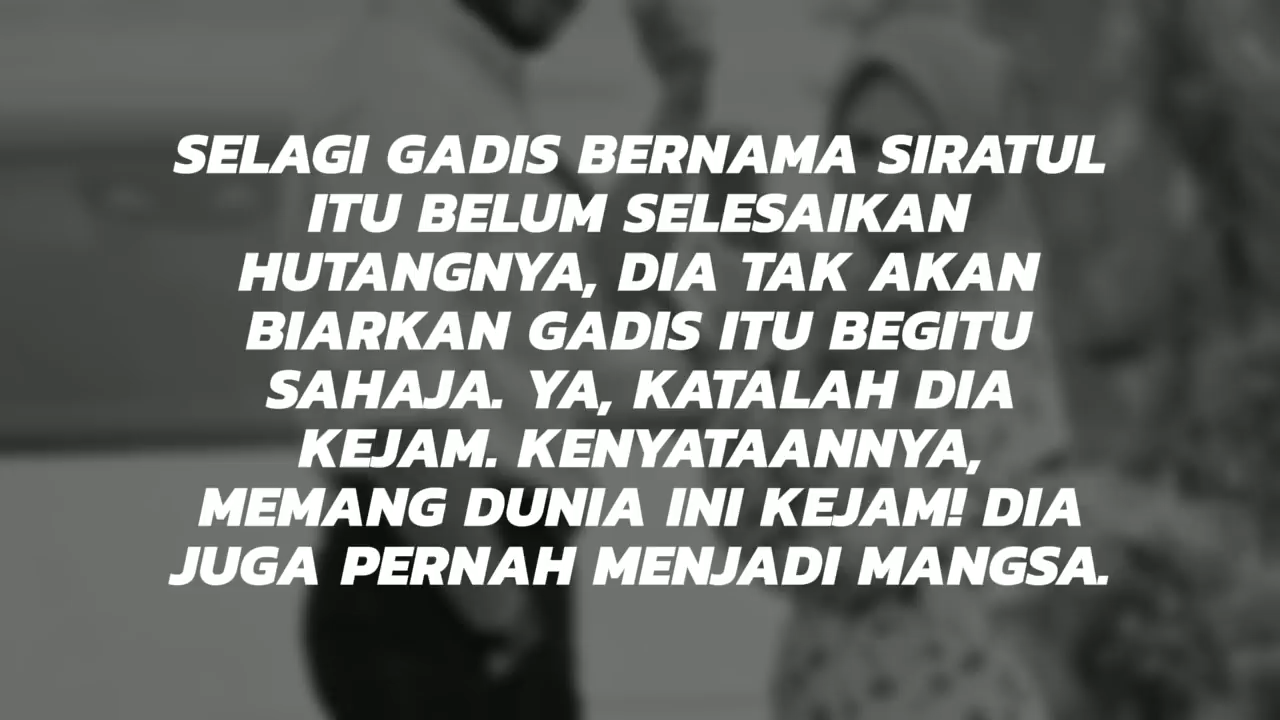 SELAGI GADIS BERNAMA SIRATUL
ITU BELUM SELESAIKAN
HUTANGNYA, DIA TAK AKAN
BIARKAN GADIS ITU BEGITU
SAHAJA. YA, KATALAH DIA
KEJAM. KENYATAANNYA,
MEMANG DUNIA INI KEJAM! DIA
JUGA PERNAH MENJADI MANGSA.